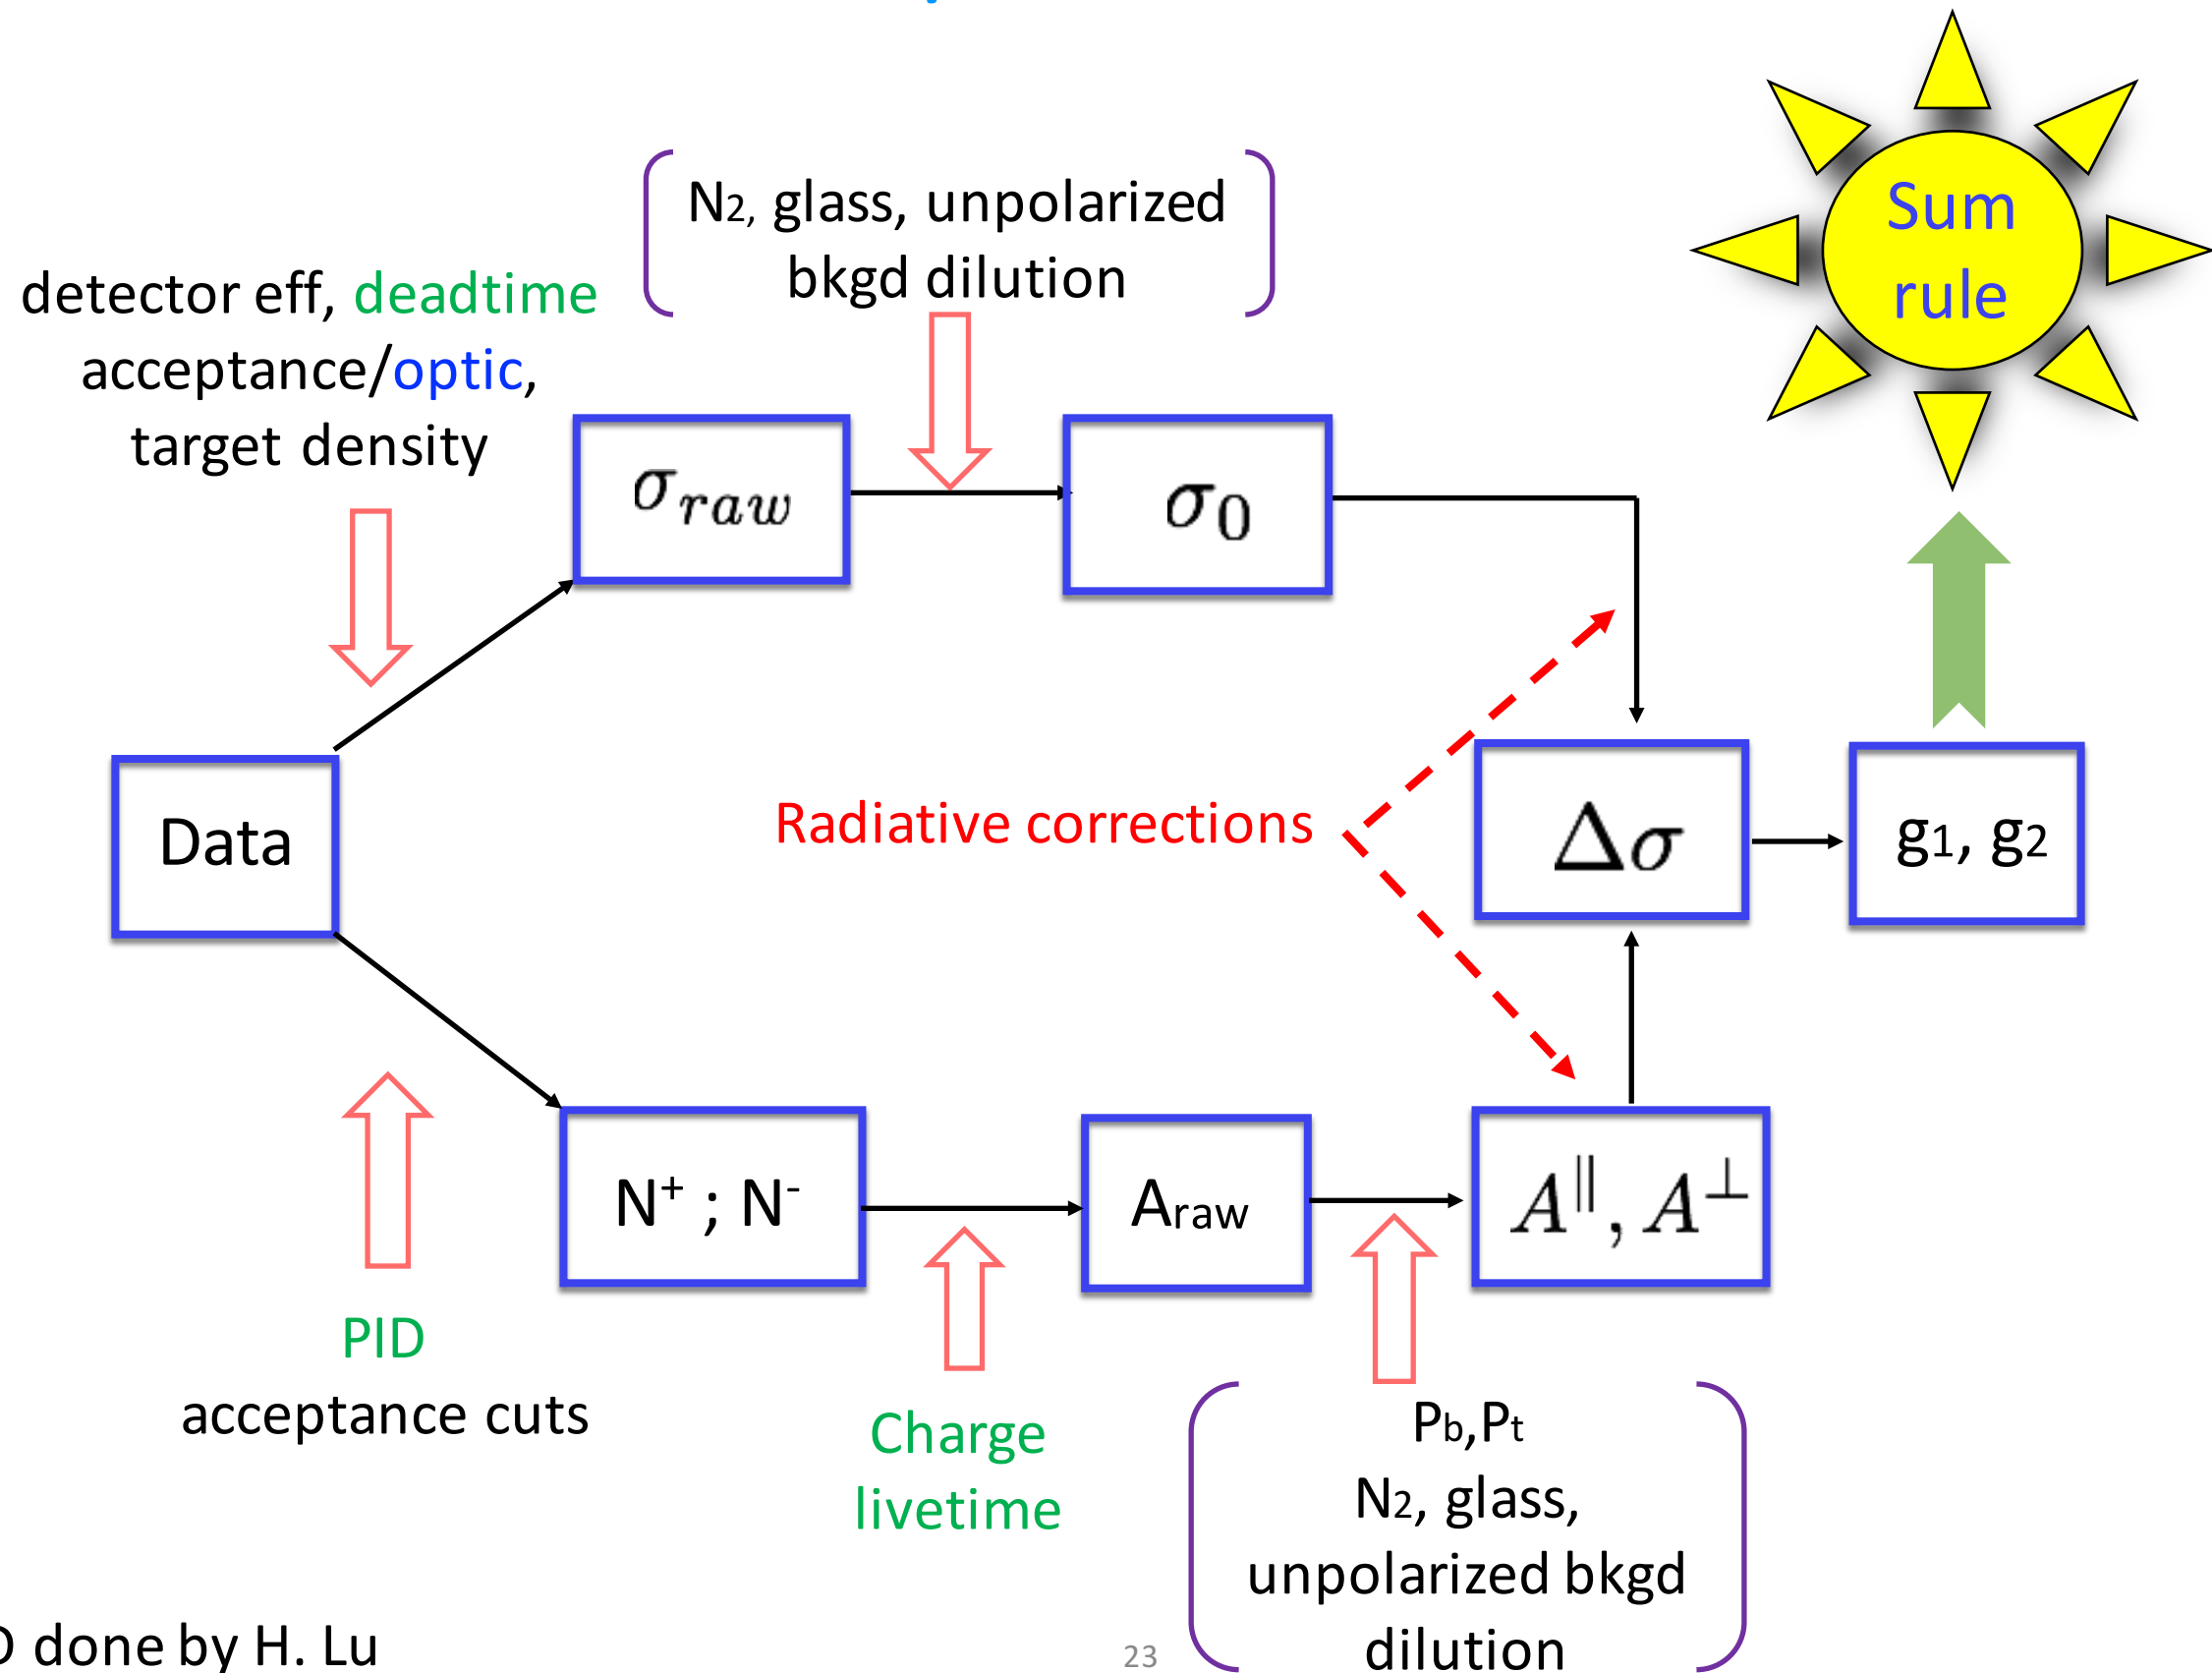 N2, glass, unpolarized
bkgd dilution
Sum
rule
detector eff, deadtime
acceptance/optic,
target density
σraw
σ0
Data
Radiative corrections
Δσ
g1, g2
N+ ; N-
Araw
A∥, A⊥
PID
acceptance cuts
Charge
livetime
Pb,Pt
N2, glass,
unpolarized bkgd
dilution
done by H. Lu
23